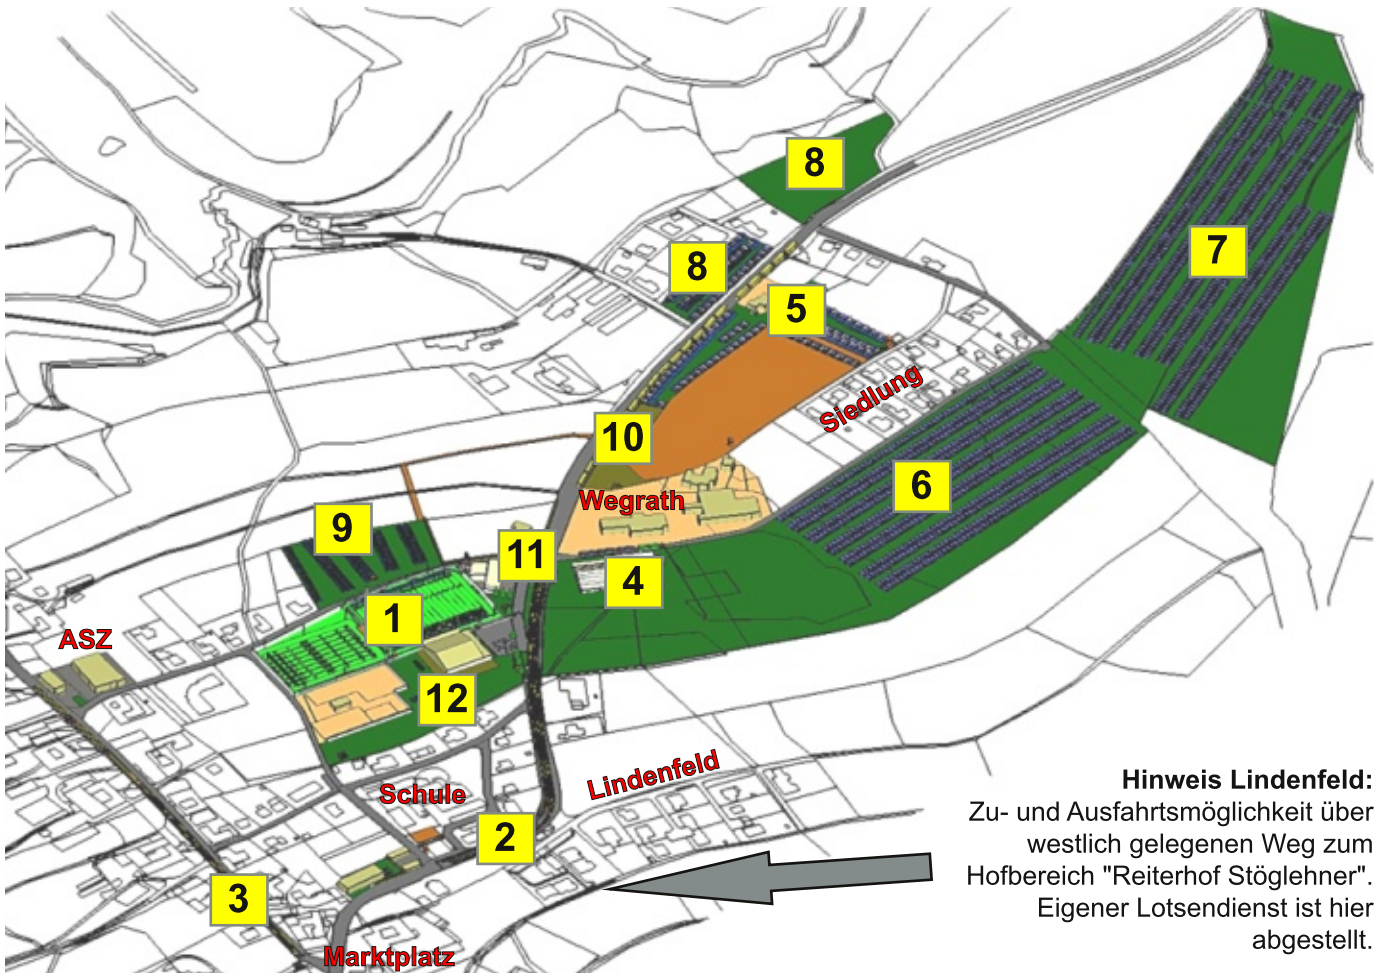 8
7
8
5
Siedlung
10
6
Wegrath
9
11
4
1
ASZ
12
Lindenfeld
Schule
2
3
Marktplatz
Hinweis Lindenfeld:
Zu- und Ausfahrtsmöglichkeit über
westlich gelegenen Weg zum
Hofbereich "Reiterhof Stöglehner".
Eigener Lotsendienst ist hier
abgestellt.